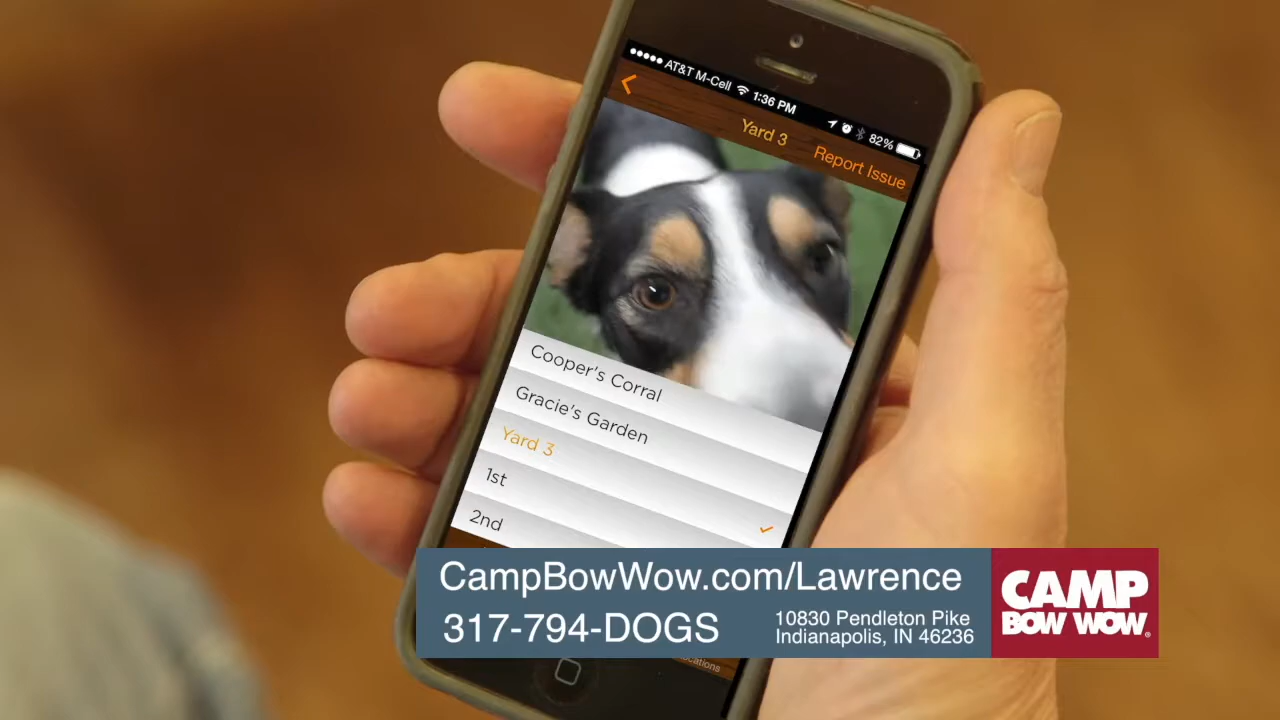 ●●●●● AT&T M-Cell 1:36 PM 82%
Yard 3
Report Issue
Cooper's Corral
Gracie's Garden
Yard 3
1st
2nd
CampBowWow.com/Lawrence
317-794-DOGS
10830 Pendleton Pike
Indianapolis, IN 46236
CAMP
BOW WOW®